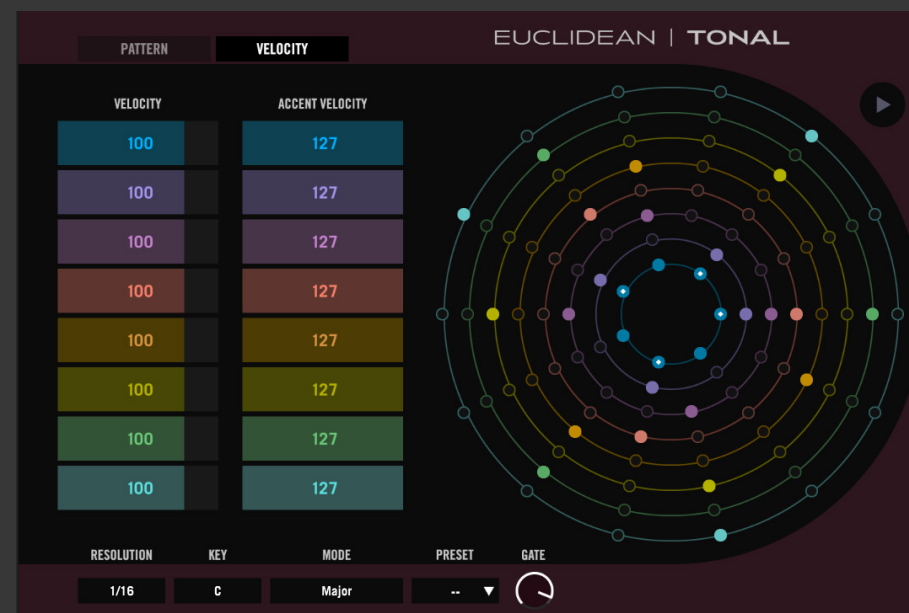 EUCLIDEAN | TONAL
PATTERN VELOCITY
VELOCITY ACCENT VELOCITY
100 127
100 127
100 127
100 127
100 127
100 127
100 127
100 127
RESOLUTION KEY MODE PRESET GATE
1/16 C Major --